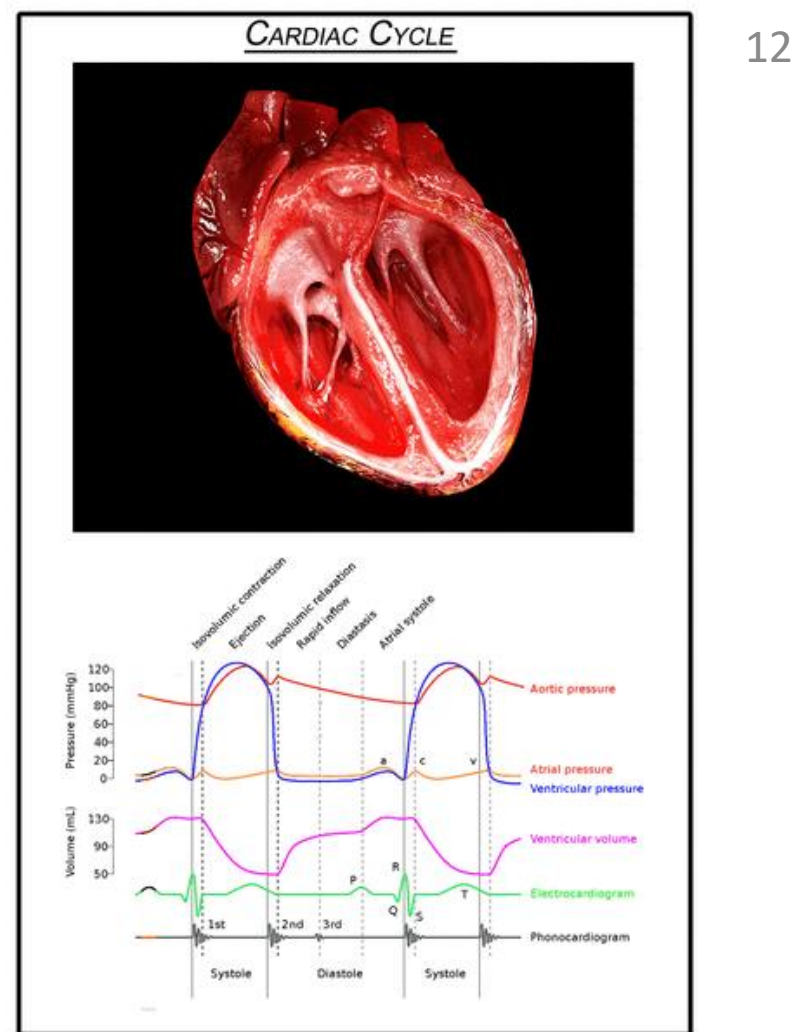 CARDIAC CYCLE
12
Isovolumic contraction
Ejection
Isovolumic relaxation
Rapid inflow
Diastasis
Atrial systole
Pressure (mmHg)
120
100
80
60
40
20
0
a
c
v
Aortic pressure
Atrial pressure
Ventricular pressure
Volume (mL)
130
90
50
Ventricular volume
P
R
Q
S
T
Electrocardiogram
1st
2nd
3rd
Phonocardiogram
Systole
Diastole
Systole